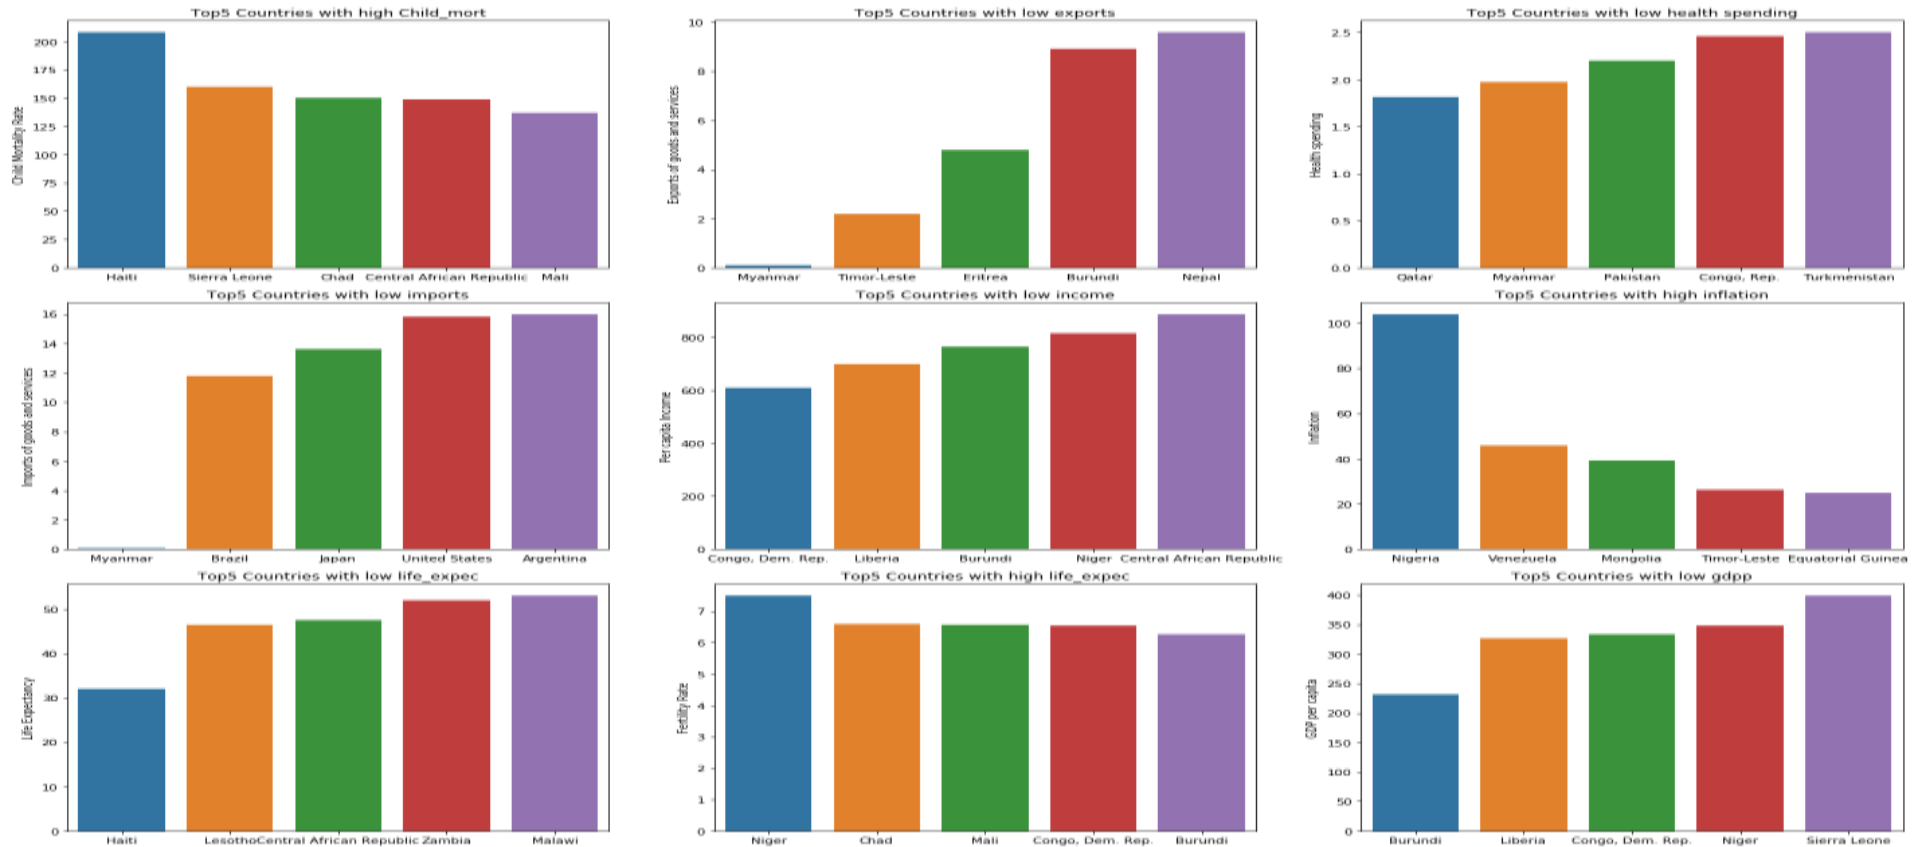 Top5 Countries with high Child_mort
Child Mortality Rate
200
175
150
125
100
75
50
25
0
Haiti Sierra Leone Chad Central African Republic Mali
Top5 Countries with low exports
Exports of goods and services
10
8
6
4
2
0
Myanmar Timor-Leste Eritrea Burundi Nepal
Top5 Countries with low health spending
Health spending
2.5
2.0
1.5
1.0
0.5
0.0
Qatar Myanmar Pakistan Congo, Rep. Turkmenistan
Top5 Countries with low imports
Imports of goods and services
16
14
12
10
8
6
4
2
0
Myanmar Brazil Japan United States Argentina
Top5 Countries with low income
Per capita Income
800
600
400
200
0
Congo, Dem. Rep. Liberia Burundi Niger Central African Republic
Top5 Countries with high inflation
Inflation
100
80
60
40
20
0
Nigeria Venezuela Mongolia Timor-Leste Equatorial Guinea
Top5 Countries with low life_expec
Life Expectancy
50
40
30
20
10
0
Haiti Lesotho Central African Republic Zambia Malawi
Top5 Countries with high life_expec
Fertility Rate
7
6
5
4
3
2
1
0
Niger Chad Mali Congo, Dem. Rep. Burundi
Top5 Countries with low gdpp
GDP per capita
400
350
300
250
200
150
100
50
0
Burundi Liberia Congo, Dem. Rep. Niger Sierra Leone